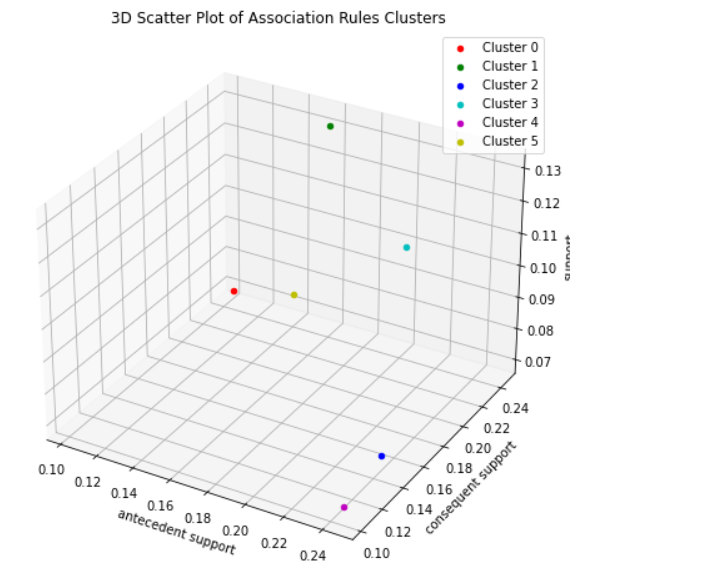 3D Scatter Plot of Association Rules Clusters
Cluster 0
Cluster 1
Cluster 2
Cluster 3
Cluster 4
Cluster 5
0.13
0.12
0.11
0.10
0.09
0.08
0.07
support
0.24
0.22
0.20
0.18
0.16
0.14
0.12
0.10
consequent support
0.10
0.12
0.14
0.16
0.18
0.20
0.22
0.24
antecedent support